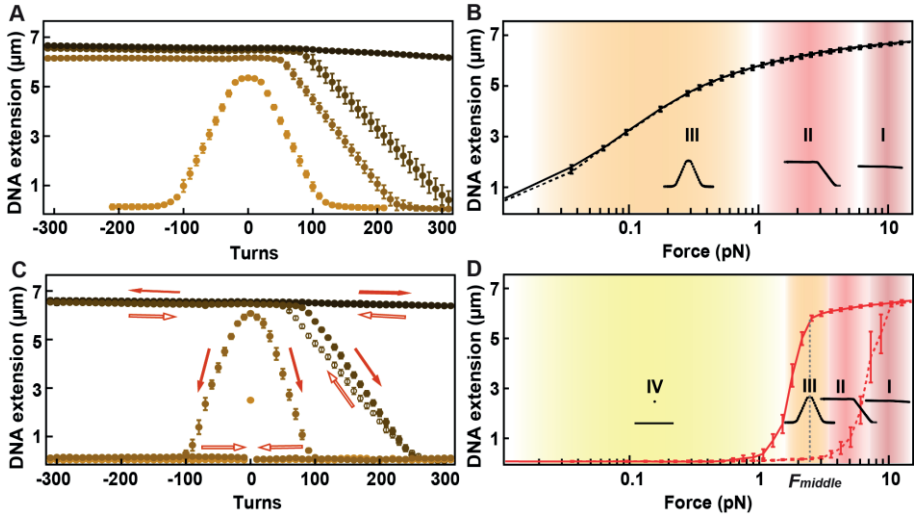 A
DNA extension (µm)
7
5
3
1
-300 -200 -100 0 100 200 300
Turns
B
DNA extension (µm)
7
5
3
1
III
II
I
0.1 1 10
Force (pN)
C
DNA extension (µm)
7
5
3
1
-300 -200 -100 0 100 200 300
Turns
D
DNA extension (µm)
7
5
3
1
IV
III
II
I
0.1 1 10
Fmiddle
Force (pN)